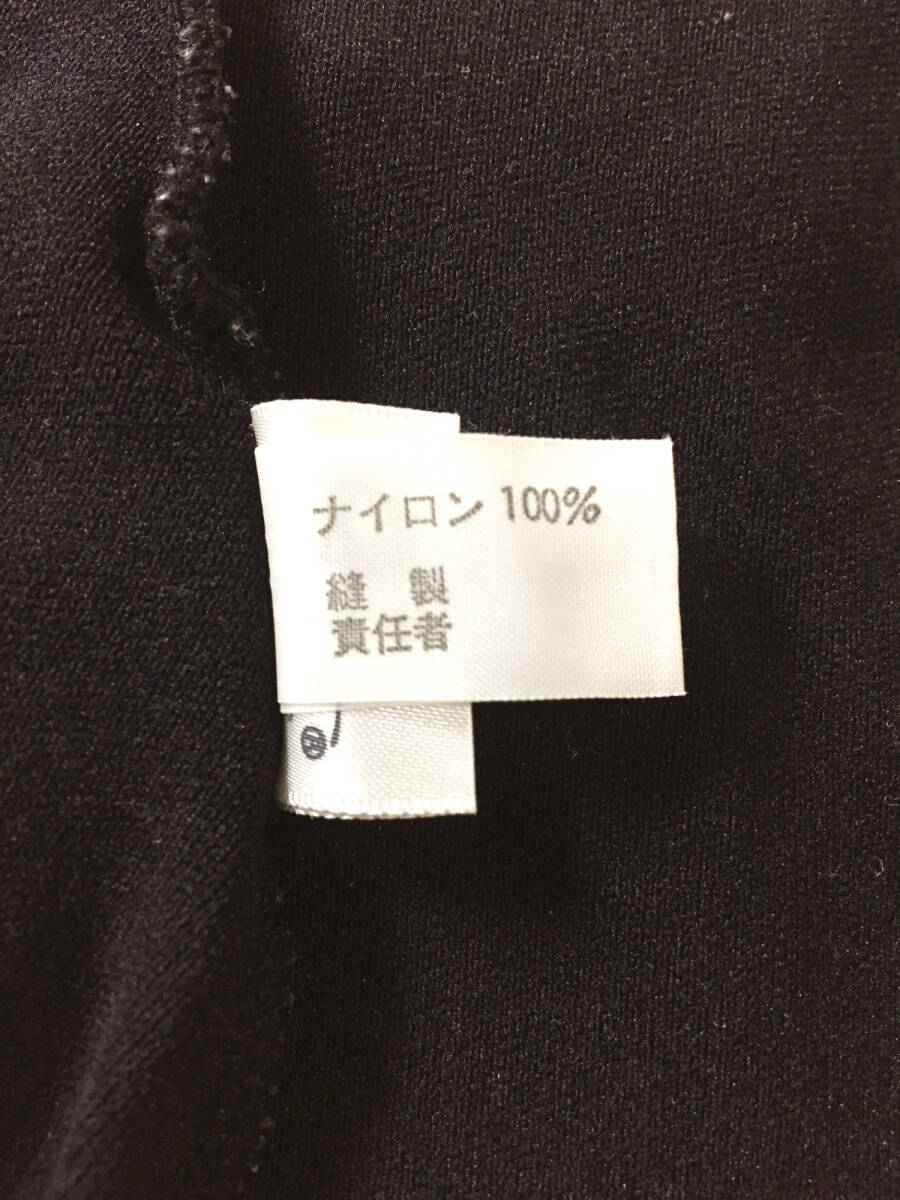 ナイロン 100%
縫 製
責任者
®